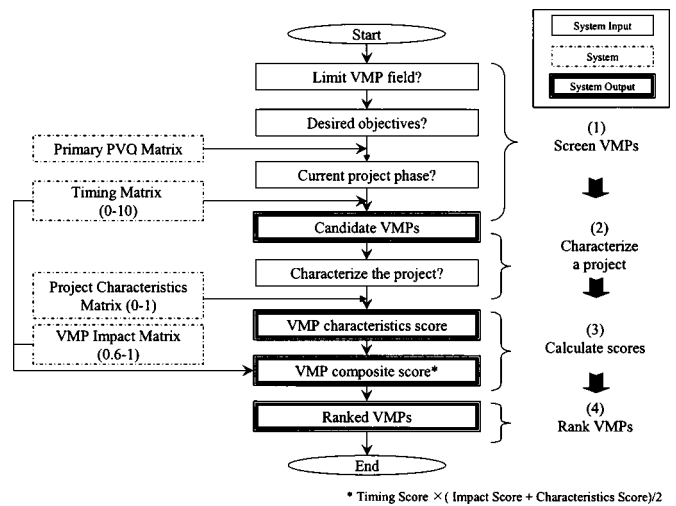 Start
System Input
System
System Output
Limit VMP field?
Desired objectives?
(1)
Screen VMPs
Primary PVQ Matrix
Current project phase?
Timing Matrix
(0-10)
Candidate VMPs
(2)
Characterize
a project
Characterize the project?
Project Characteristics
Matrix (0-1)
VMP characteristics score
VMP Impact Matrix
(0.6-1)
(3)
Calculate scores
VMP composite score*
Ranked VMPs
(4)
Rank VMPs
End
* Timing Score ×( Impact Score + Characteristics Score)/2